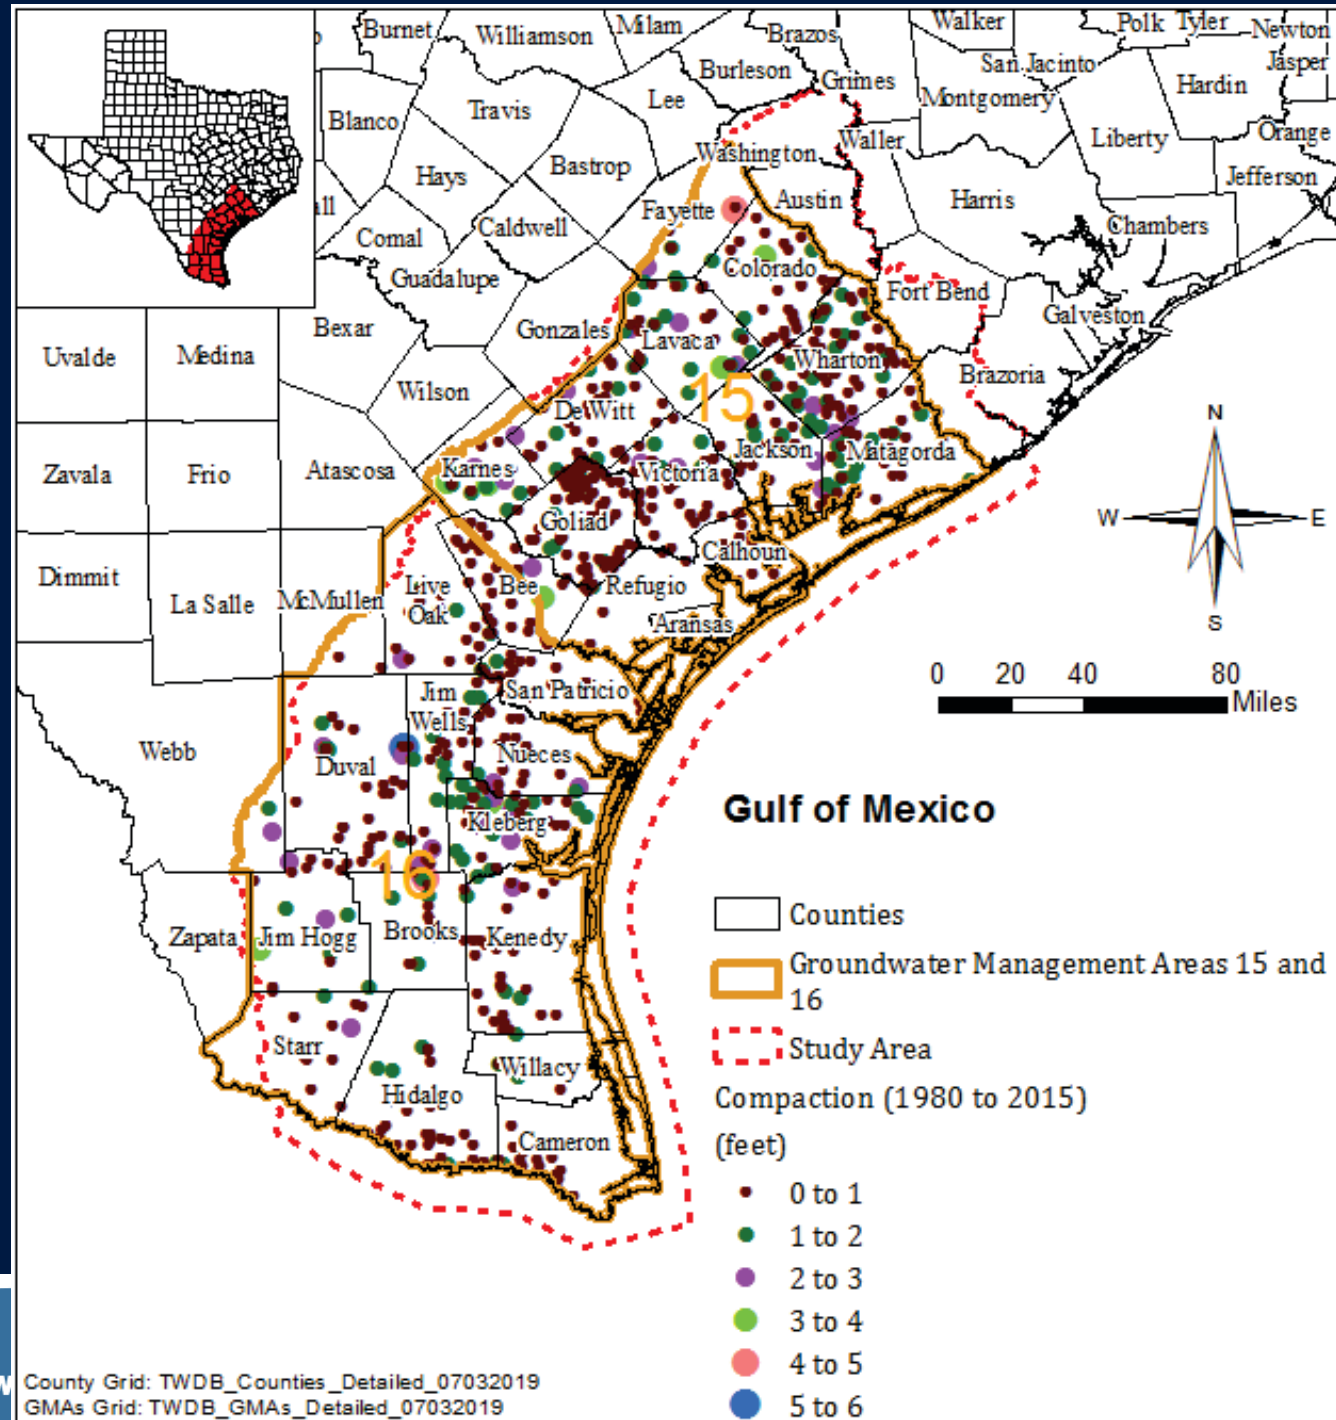 Burnet
Williamson
Milam
Brazos
Walker
Polk
Tyler
Newton
Jasper
San Jacinto
Hardin
Burleson
Grimes
Montgomery
Lee
Travis
Blanco
Liberty
Orange
Waller
Washington
Bastrop
Hays
Jefferson
Harris
Austin
Fayette
Caldwell
Comal
Chambers
Colorado
Guadalupe
Fort Bend
Galveston
Bexar
Gonzales
Lavaca
Uvalde
Medina
Wharton
Brazoria
Wilson
15
De Witt
N
Jackson
Matagorda
Zavala
Frio
Atascosa
Karnes
Victoria
W
E
Goliad
Calhoun
Dimmit
La Salle
McMullen
Live
Oak
Bee
Refugio
Aransas
S
0 20 40 80
Miles
San Patricio
Jim
Wells
Webb
Duval
Nueces
Kleberg
16
Zapata
Jim Hogg
Brooks
Kenedy
Starr
Willacy
Hidalgo
Cameron
Gulf of Mexico
Counties
Groundwater Management Areas 15 and
16
Study Area
Compaction (1980 to 2015)
(feet)
0 to 1
1 to 2
2 to 3
3 to 4
4 to 5
5 to 6
County Grid: TWDB_Counties_Detailed_07032019
GMAs Grid: TWDB_GMAs_Detailed_07032019